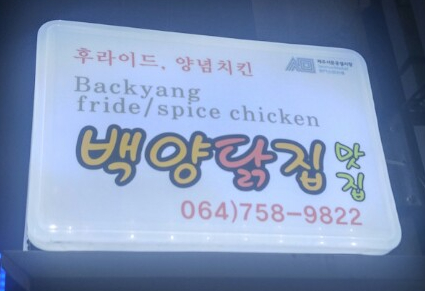 후라이드. 양념치킨
Backyang
fride/spice chicken
백양닭집
맛집
064)758-9822